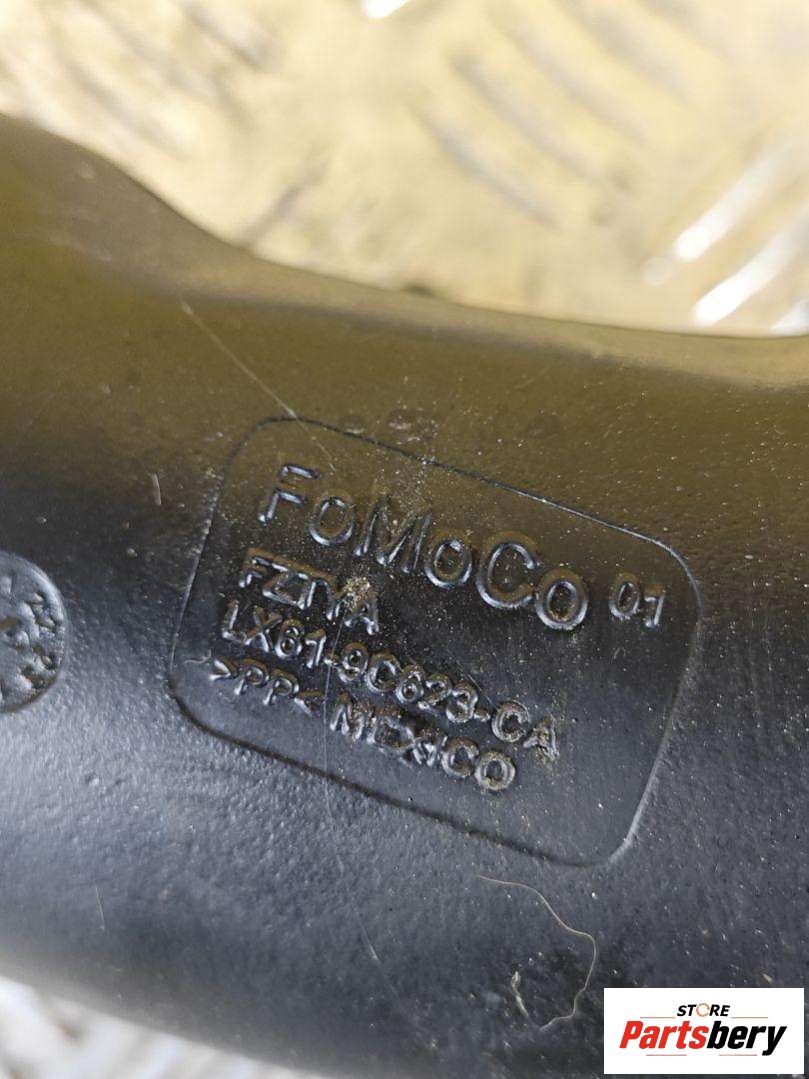 FoMoCo 01
FZTYA
LX61-9C623-CA
>PP< MEXICO
STORE
Partsbery